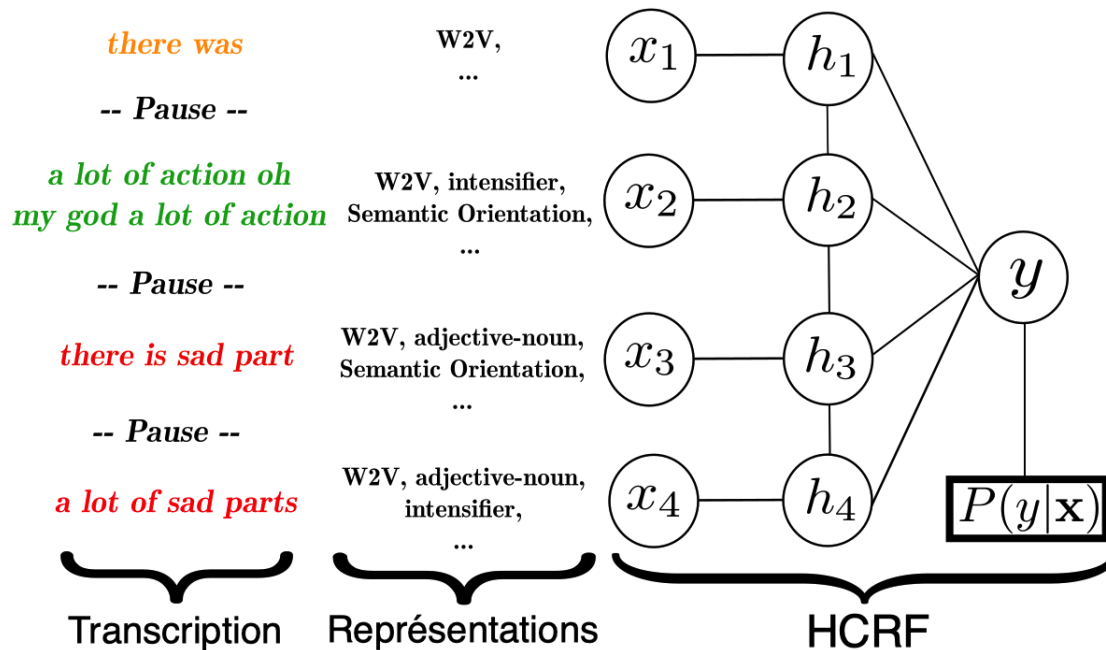 there was
-- Pause --
a lot of action oh
my god a lot of action
-- Pause --
there is sad part
-- Pause --
a lot of sad parts
Transcription
W2V,
...
W2V, intensifier,
Semantic Orientation,
...
W2V, adjective-noun,
Semantic Orientation,
...
W2V, adjective-noun,
intensifier,
...
Représentations
x₁ h₁
x₂ h₂
x₃ h₃
x₄ h₄
y
P(y|x)
HCRF